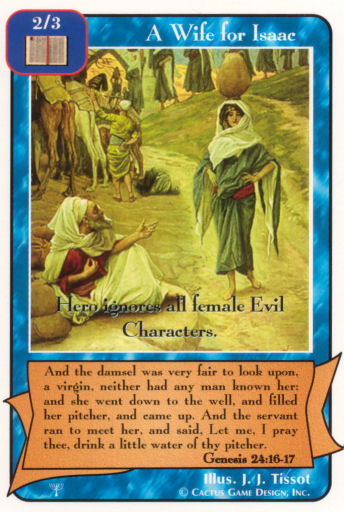 2/3
A Wife for Isaac
Hero ignores all female Evil
Characters.
And the damsel was very fair to look upon,
a virgin, neither had any man known her:
and she went down to the well, and filled
her pitcher, and came up. And the servant
ran to meet her, and said, Let me, I pray
thee, drink a little water of thy pitcher.
Genesis 24:16-17
Illus. J. J. Tissot
© Cactus Game Design, Inc.